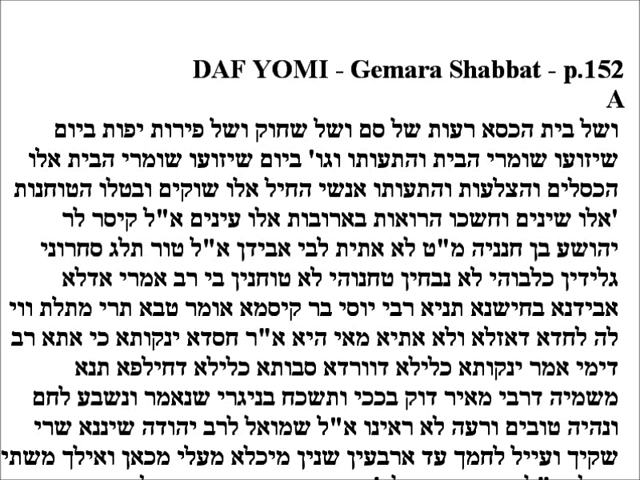 DAF YOMI - Gemara Shabbat - p.152
A
ושל בית הכסא רעות של סם ושל שחוק ושל פירות יפות ביום
שיזועו שומרי הבית והתעותו וגו' ביום שיזועו שומרי הבית אלו
הכסלים והצלעות והתעותו אנשי החיל אלו שוקים ובטלו הטוחנות
'אלו שינים וחשכו הרואות בארובות אלו עינים א"ל קיסר לר
יהושע בן חנניה מ"ט לא אתית לבי אבידן א"ל טור תלג סחרוני
גלידין כלבוהי לא נבחין טחנוהי לא טוחנין בי רב אמרי אדלא
אבידנא בחישנא תניא רבי יוסי בר קיסמא אומר טבא תרי מתלת ווי
לה לחדא דאזלא ולא אתיא מאי היא א"ר חסדא ינקותא כי אתא רב
דימי אמר ינקותא כלילא דוורדא סבותא כלילא דחילפא תנא
משמיה דרבי מאיר דוק בככי ותשכח בניגרי שנאמר ונשבע לחם
ונהיה טובים ורעה לא ראינו א"ל שמואל לרב יהודה שיננא שרי
שקיך ועייל לחמך עד ארבעין שנין מיכלא מעלי מכאן ואילך משתי